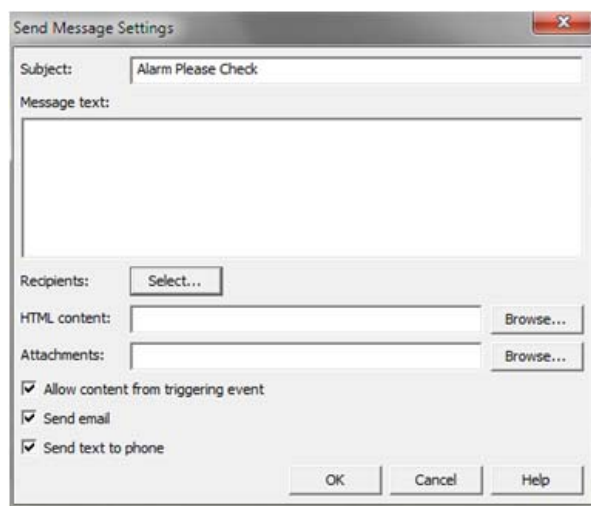 Send Message Settings
Subject: Alarm Please Check
Message text:
Recipients: Select...
HTML content: Browse...
Attachments: Browse...
Allow content from triggering event
Send email
Send text to phone
OK Cancel Help